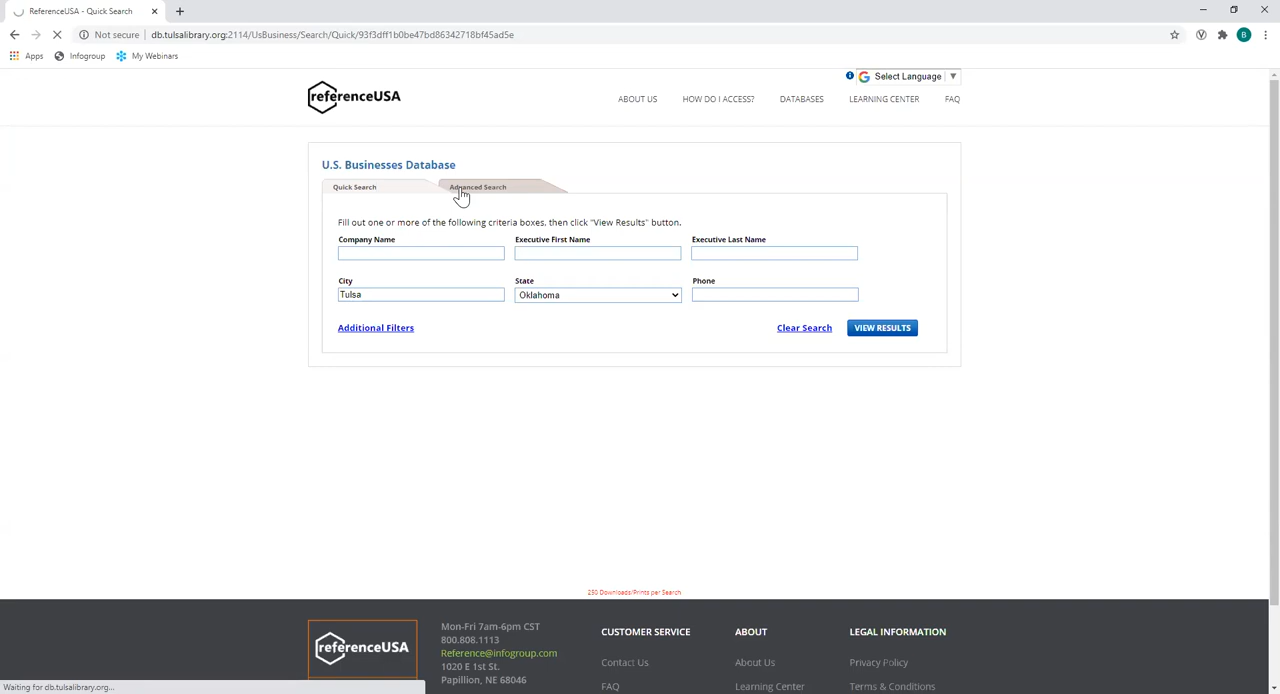 ReferenceUSA - Quick Search
Not secure db.tulsalibrary.org:2114/UsBusiness/Search/Quick/93f3dff1b0be47bd86342718bf45ad5e
V
B
Apps Infogroup My Webinars
Select Language
referenceUSA
ABOUT US HOW DO I ACCESS? DATABASES LEARNING CENTER FAQ
U.S. Businesses Database
Quick Search Advanced Search
Fill out one or more of the following criteria boxes, then click "View Results" button.
Company Name Executive First Name Executive Last Name
City State Phone
Tulsa Oklahoma
Additional Filters Clear Search VIEW RESULTS
250 Downloads/Prints per Search
referenceUSA
Mon-Fri 7am-6pm CST
800.808.1113
Reference@infogroup.com
1020 E 1st St.
Papillion, NE 68046
CUSTOMER SERVICE
Contact Us
FAQ
ABOUT
About Us
Learning Center
LEGAL INFORMATION
Privacy Policy
Terms & Conditions
Waiting for db.tulsalibrary.org...